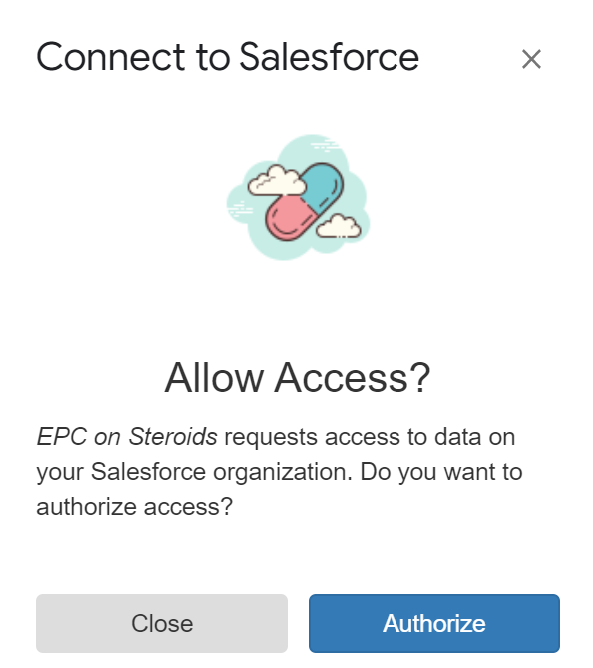 Connect to Salesforce
Allow Access?
EPC on Steroids requests access to data on
your Salesforce organization. Do you want to
authorize access?
Close Authorize